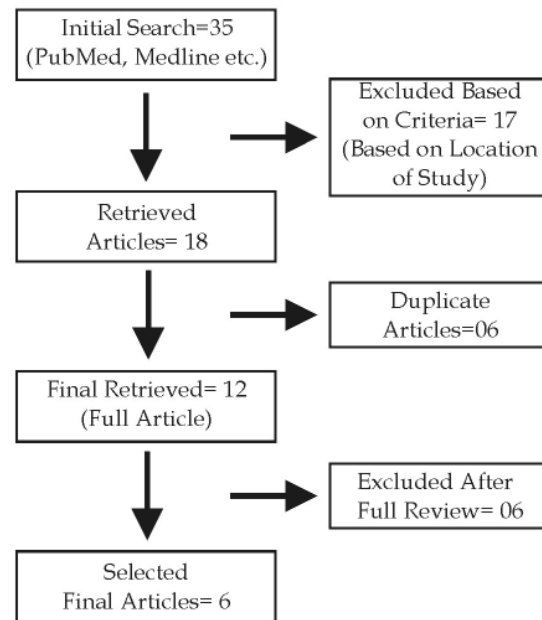 Initial Search=35
(PubMed, Medline etc.)
Excluded Based
on Criteria= 17
(Based on Location
of Study)
Retrieved
Articles= 18
Duplicate
Articles=06
Final Retrieved= 12
(Full Article)
Excluded After
Full Review= 06
Selected
Final Articles= 6